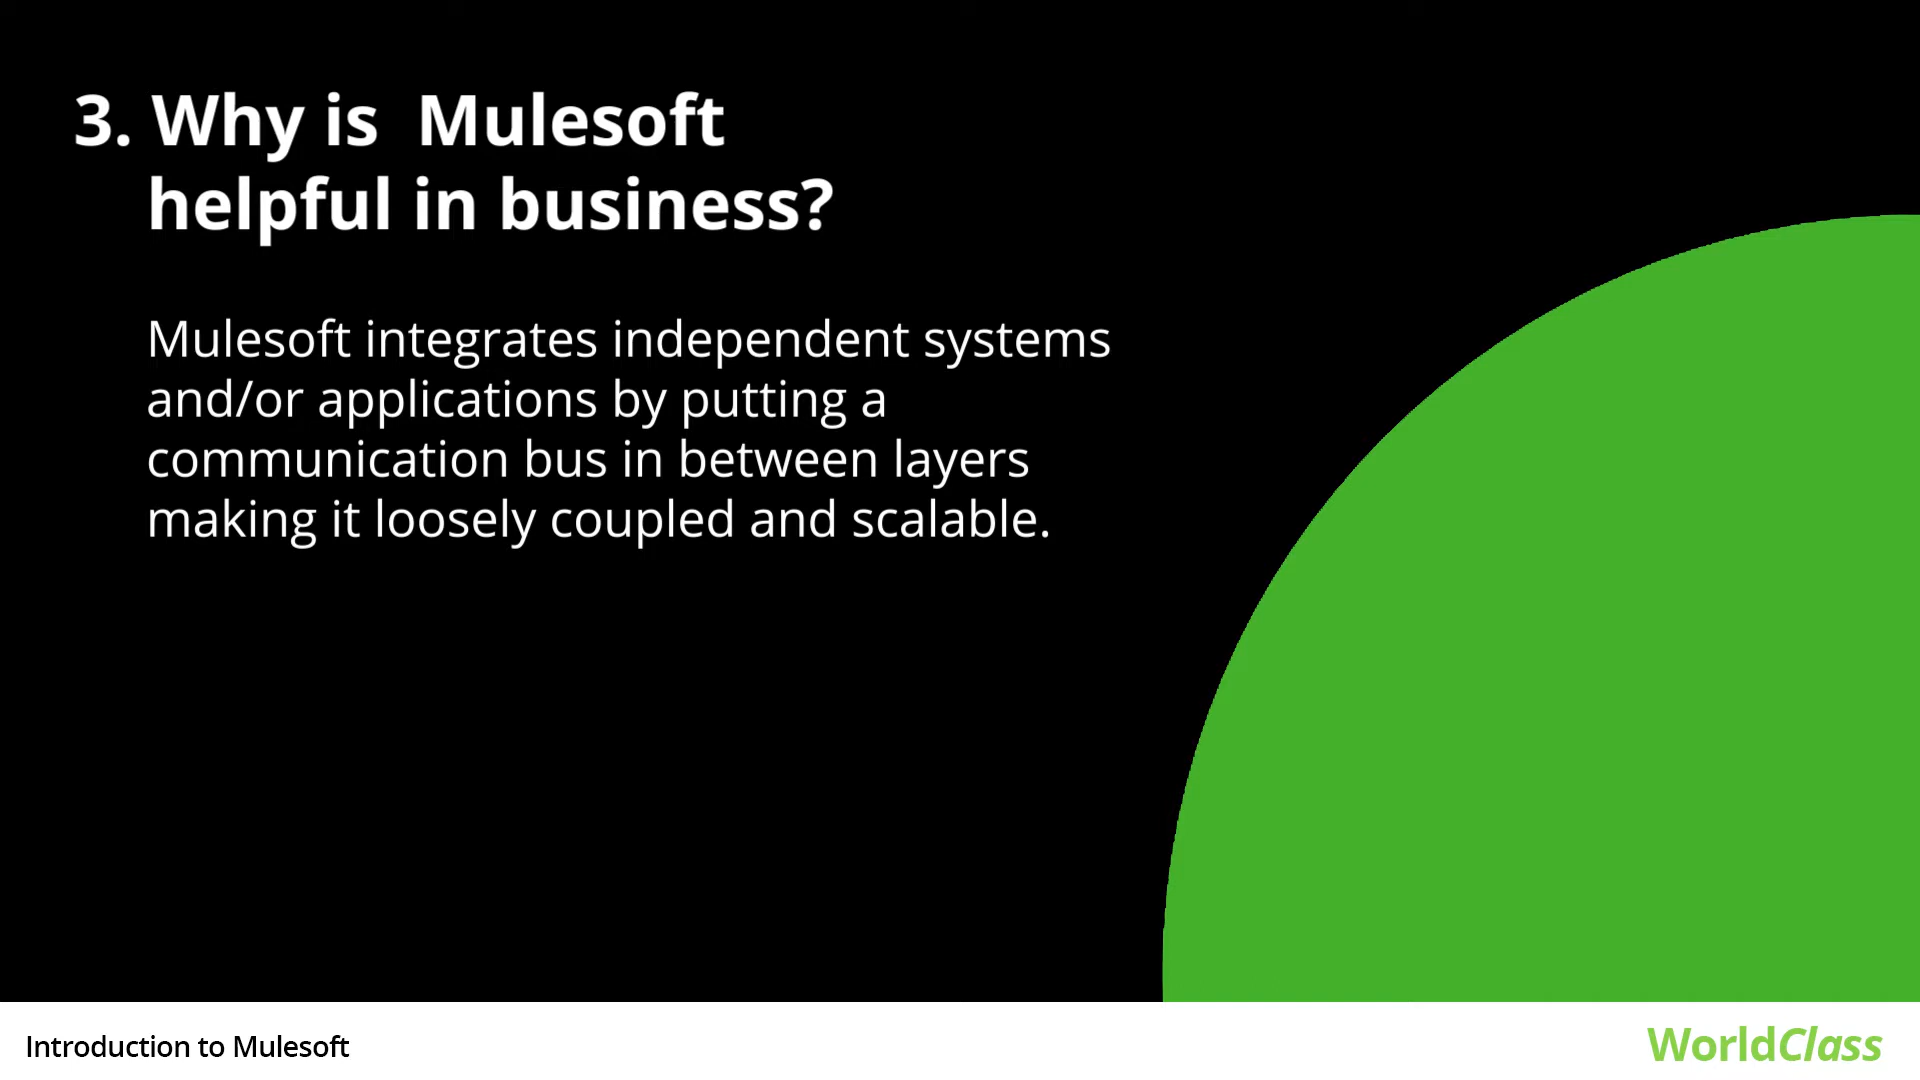 3. Why is  Mulesoft
helpful in business?
Mulesoft integrates independent systems
and/or applications by putting a
communication bus in between layers
making it loosely coupled and scalable.
Introduction to Mulesoft
WorldClass